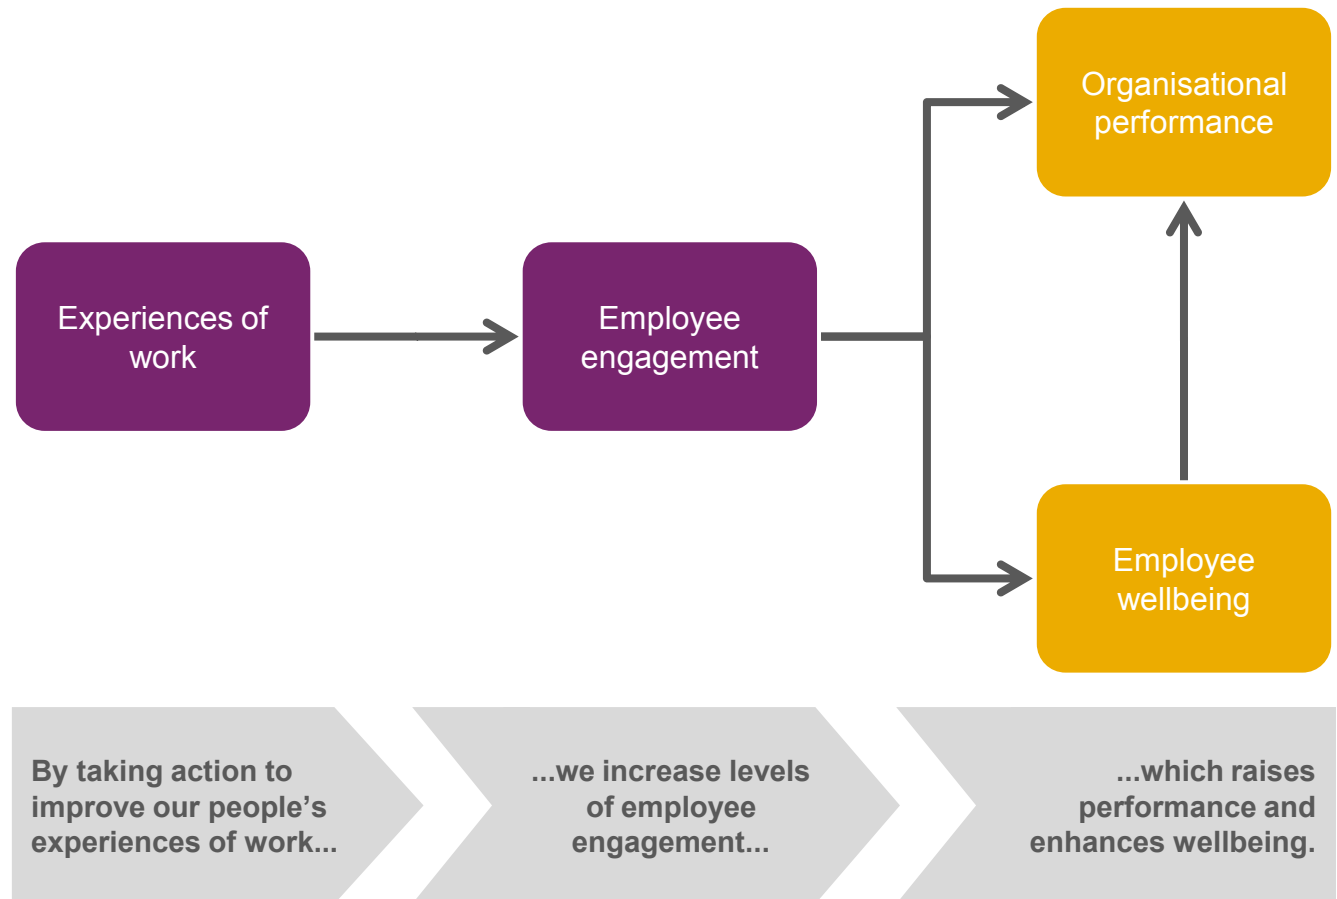 Organisational
performance
Experiences of
work
Employee
engagement
Employee
wellbeing
By taking action to
improve our people’s
experiences of work...
...we increase levels
of employee
engagement...
...which raises
performance and
enhances wellbeing.